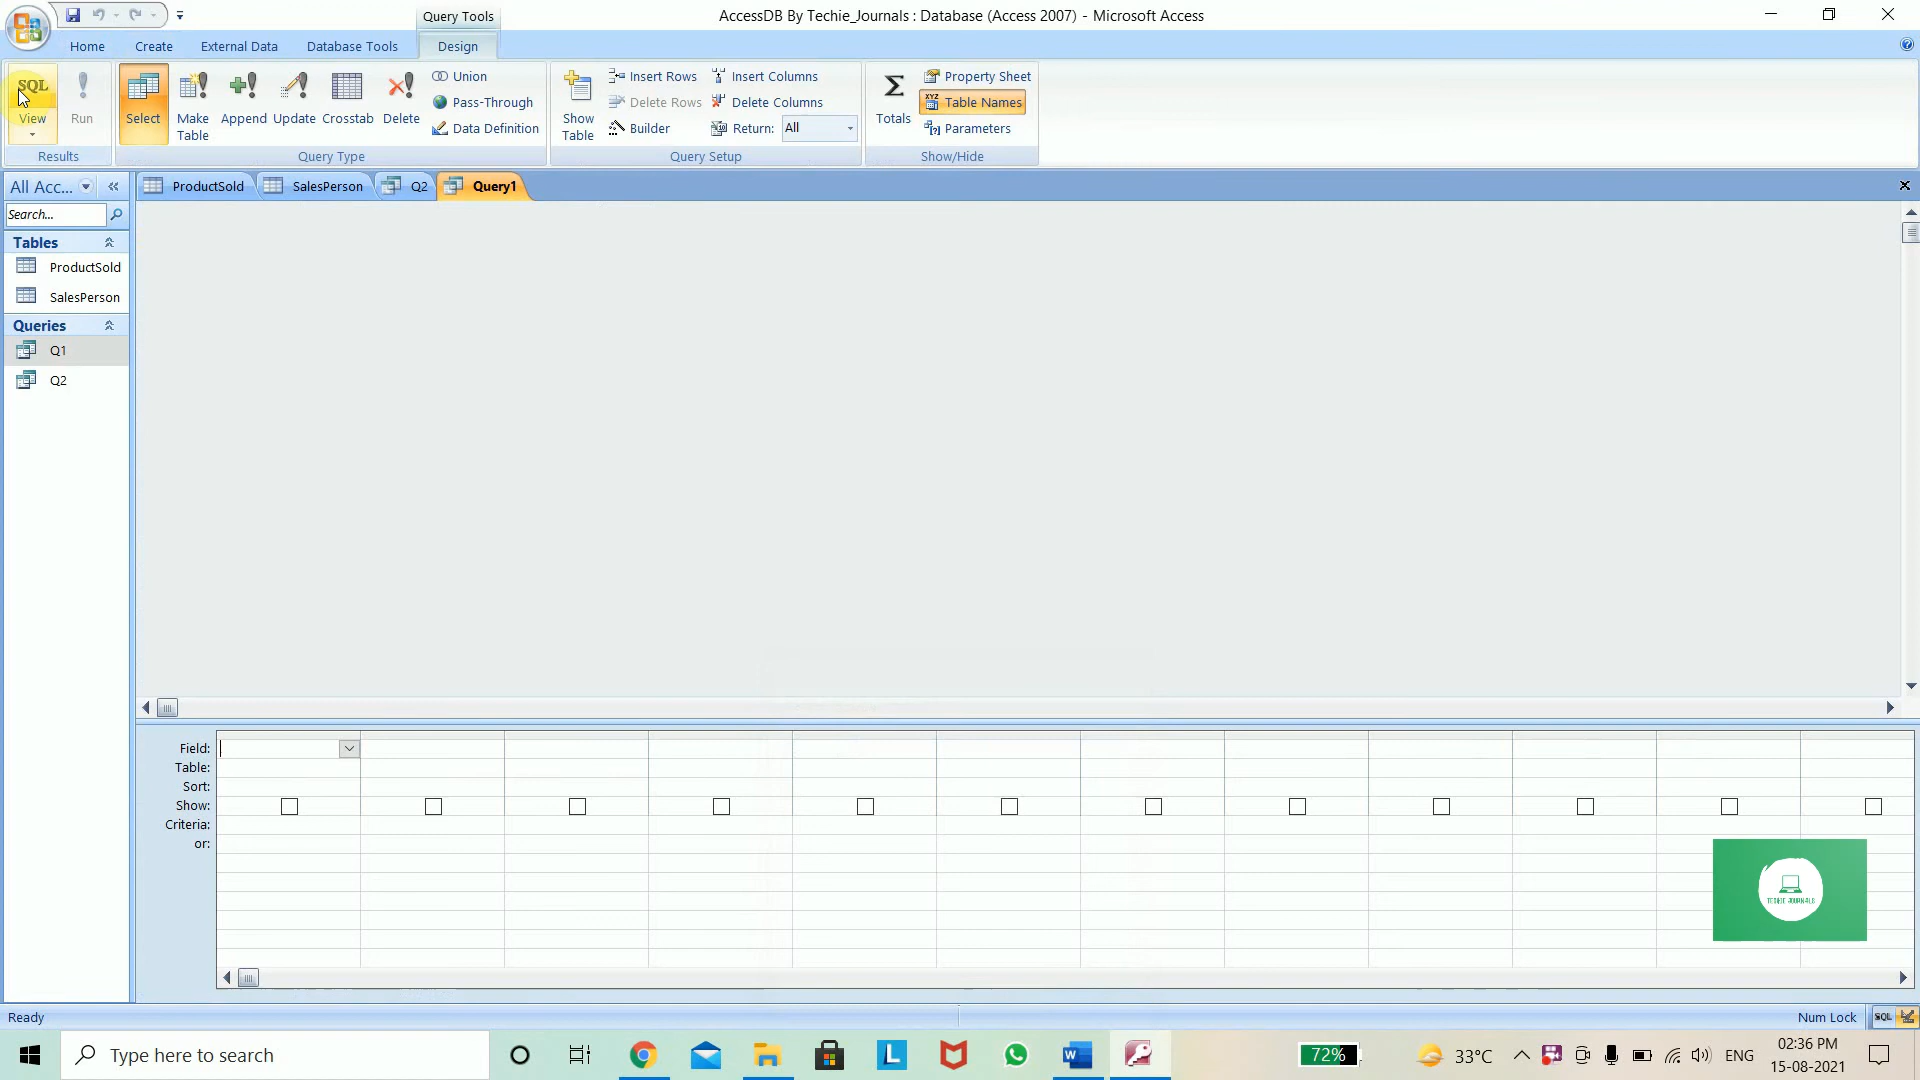 Query Tools
AccessDB By Techie_Journals : Database (Access 2007) - Microsoft Access
Home Create External Data Database Tools Design
SQL
View
Run
Results
Select
Make
Table
Append
Update
Crosstab
Delete
Union
Pass-Through
Data Definition
Query Type
Show
Table
Insert Rows
Delete Rows
Builder
Insert Columns
Delete Columns
Return: All
Query Setup
Σ
Totals
Property Sheet
XYZ Table Names
Parameters
Show/Hide
All Acc...
ProductSold SalesPerson Q2 Query1
Search...
Tables
ProductSold
SalesPerson
Queries
Q1
Q2
Field:
Table:
Sort:
Show:
Criteria:
or:
TECHIE JOURNALS
Ready
Num Lock
SQL
Type here to search
72%
33°C
ENG
02:36 PM
15-08-2021